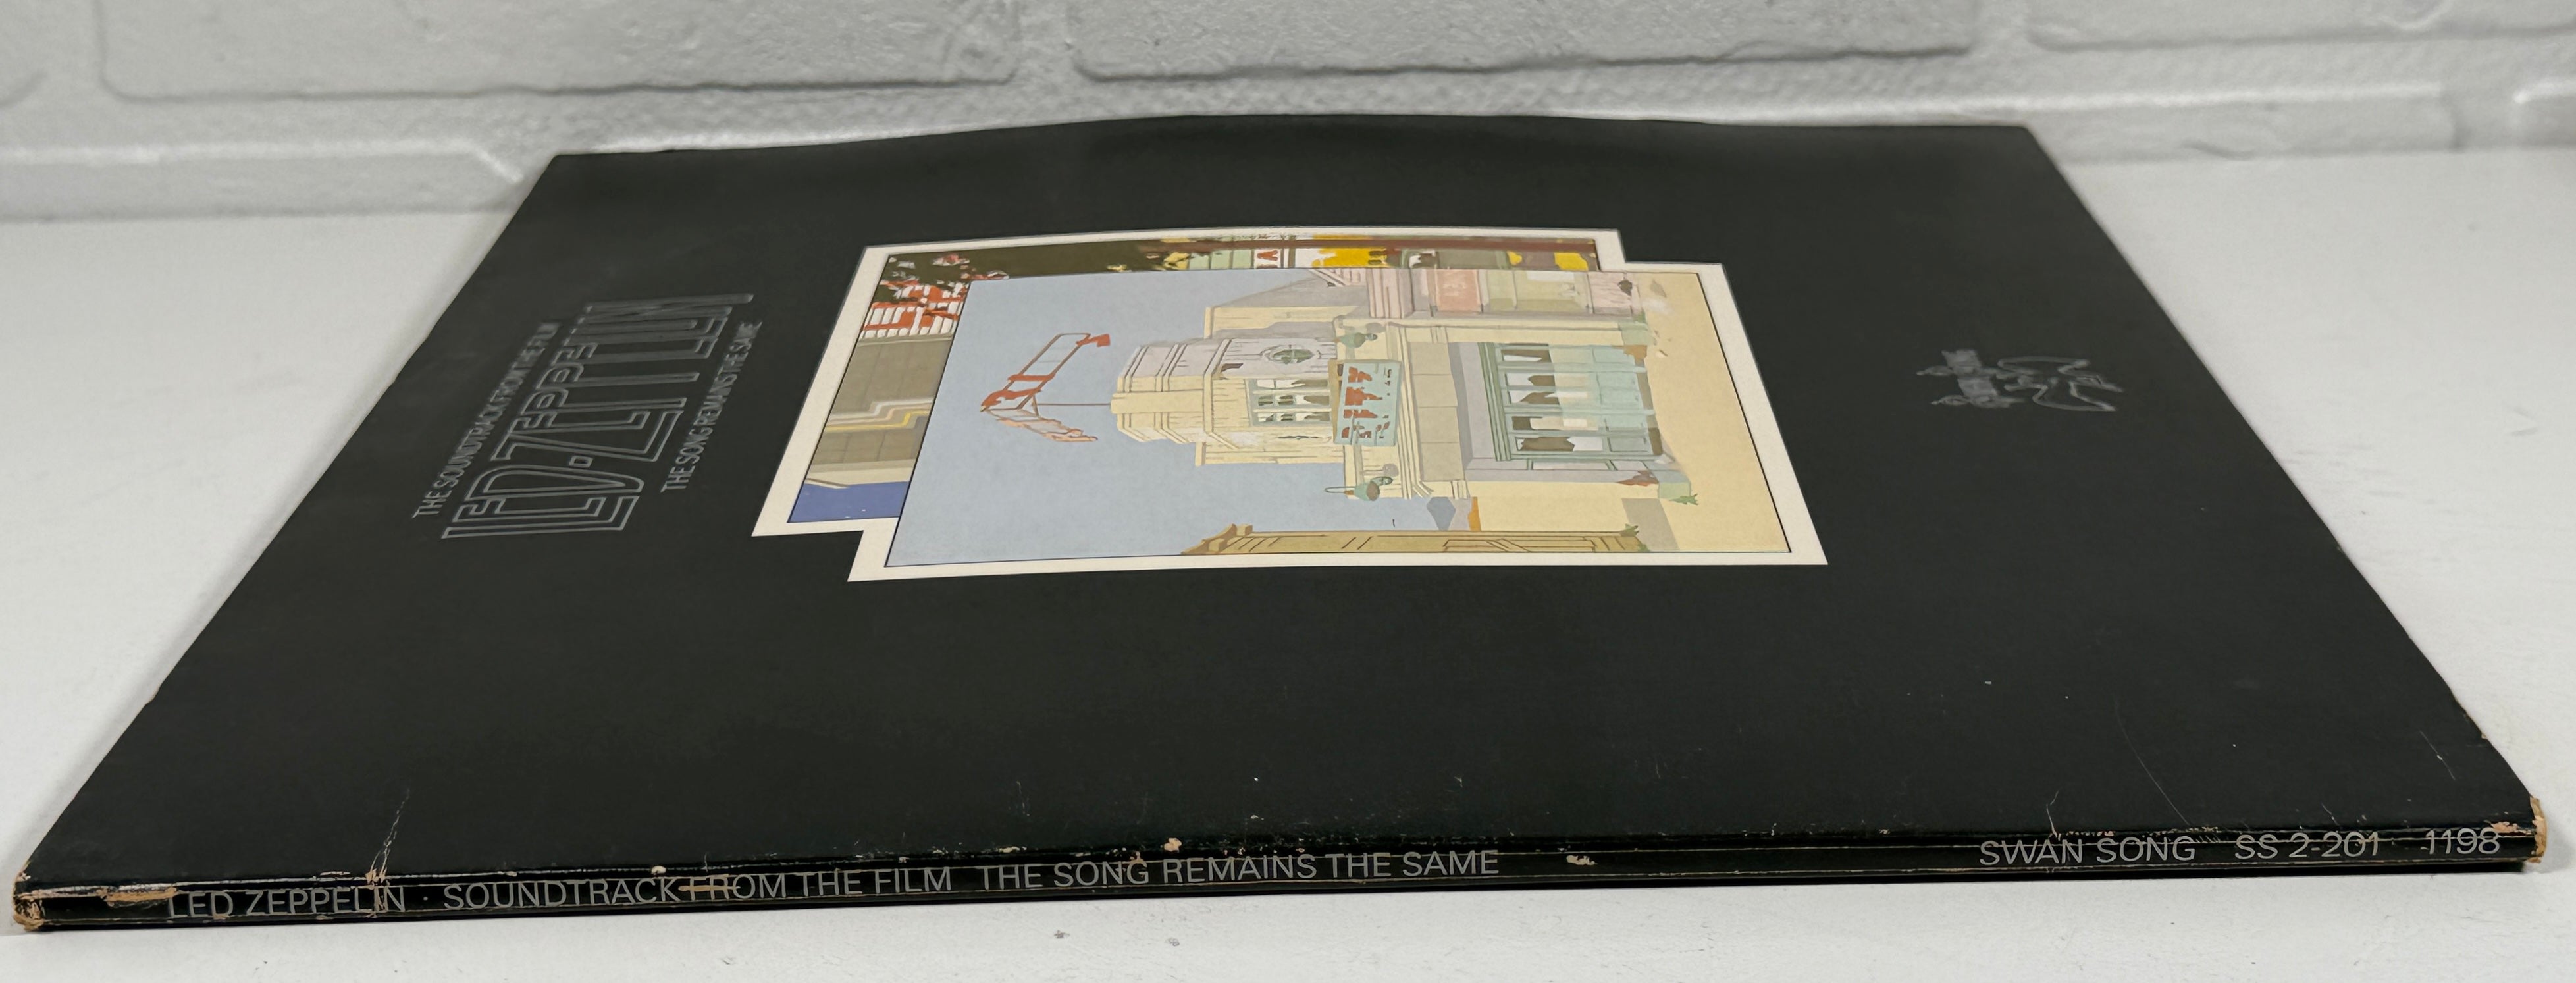 THE SOUNDTRACK FROM THE FILM
LED·ZEPPELIN
THE SONG REMAINS THE SAME
LED ZEPPELIN · SOUNDTRACK FROM THE FILM THE SONG REMAINS THE SAME SWAN SONG SS 2-201 1198